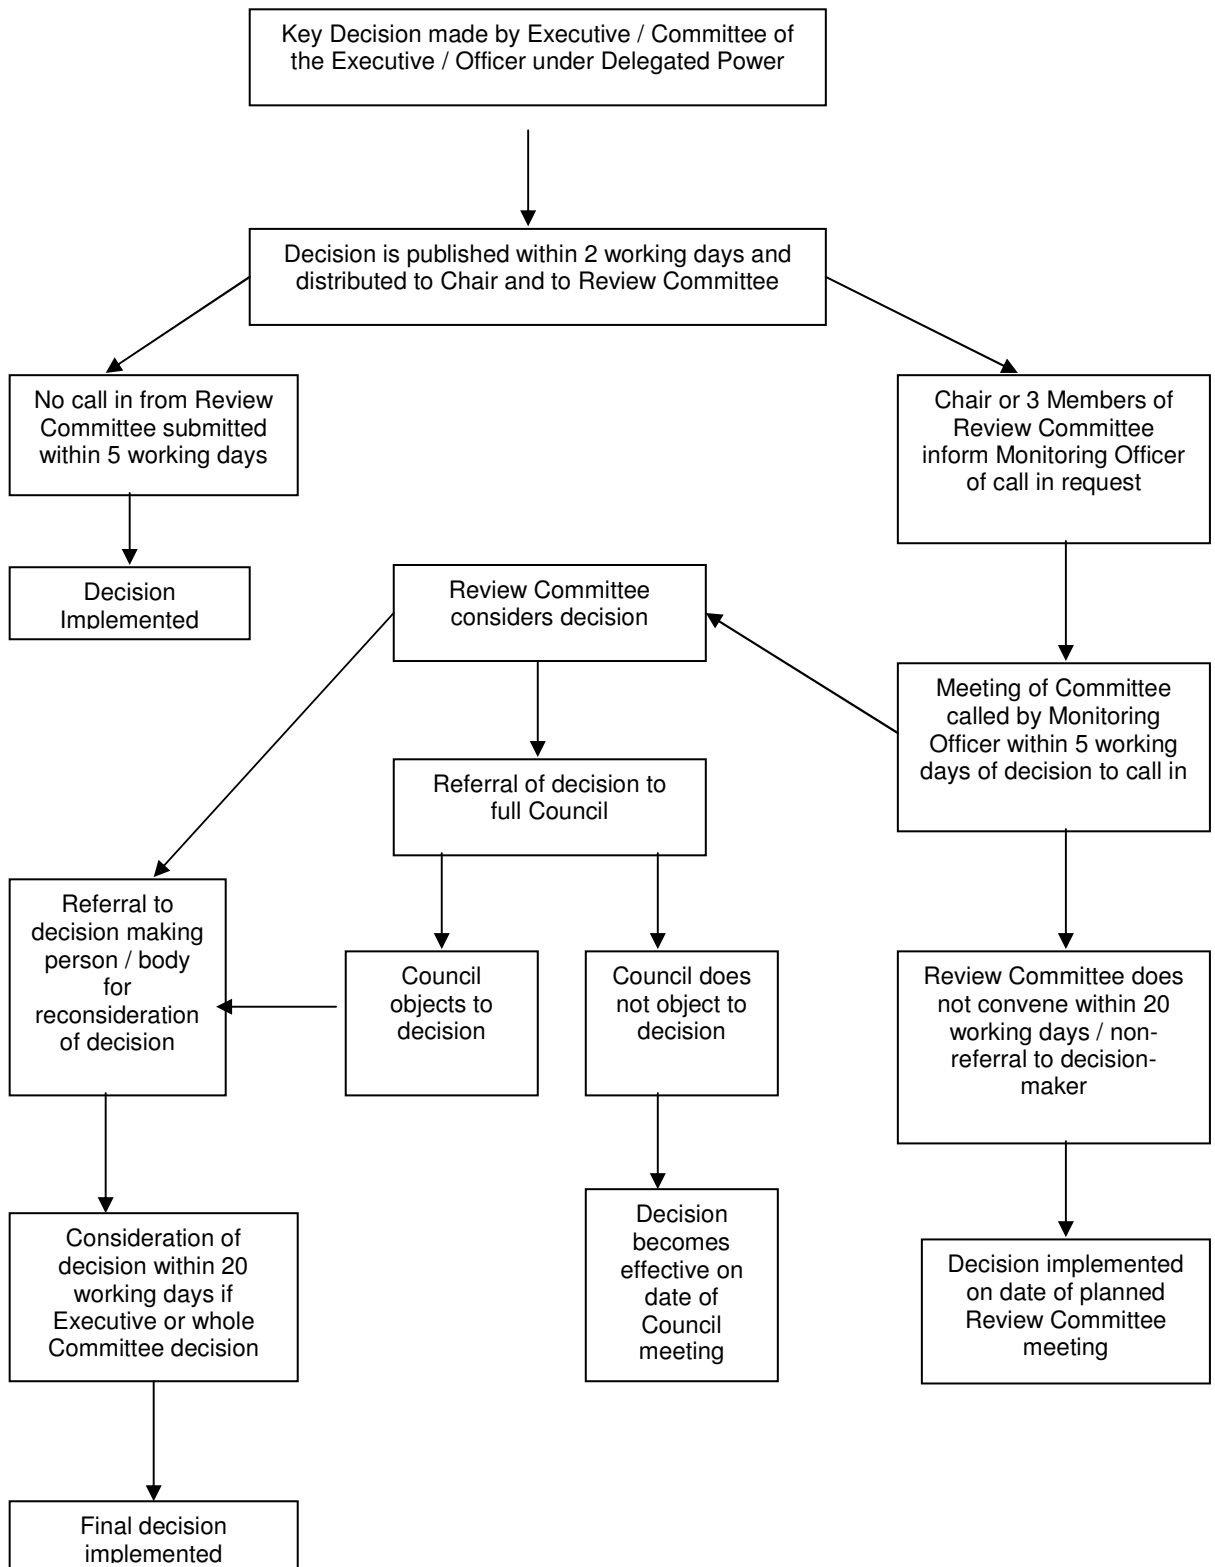 Key Decision made by Executive / Committee of
the Executive / Officer under Delegated Power
Decision is published within 2 working days and
distributed to Chair and to Review Committee
No call in from Review
Committee submitted
within 5 working days
Chair or 3 Members of
Review Committee
inform Monitoring Officer
of call in request
Decision
Implemented
Review Committee
considers decision
Meeting of Committee
called by Monitoring
Officer within 5 working
days of decision to call in
Referral of decision to
full Council
Referral to
decision making
person / body
for
reconsideration
of decision
Council
objects to
decision
Council does
not object to
decision
Review Committee does
not convene within 20
working days / non-
referral to decision-
maker
Consideration of
decision within 20
working days if
Executive or whole
Committee decision
Decision
becomes
effective on
date of
Council
meeting
Decision implemented
on date of planned
Review Committee
meeting
Final decision
implemented